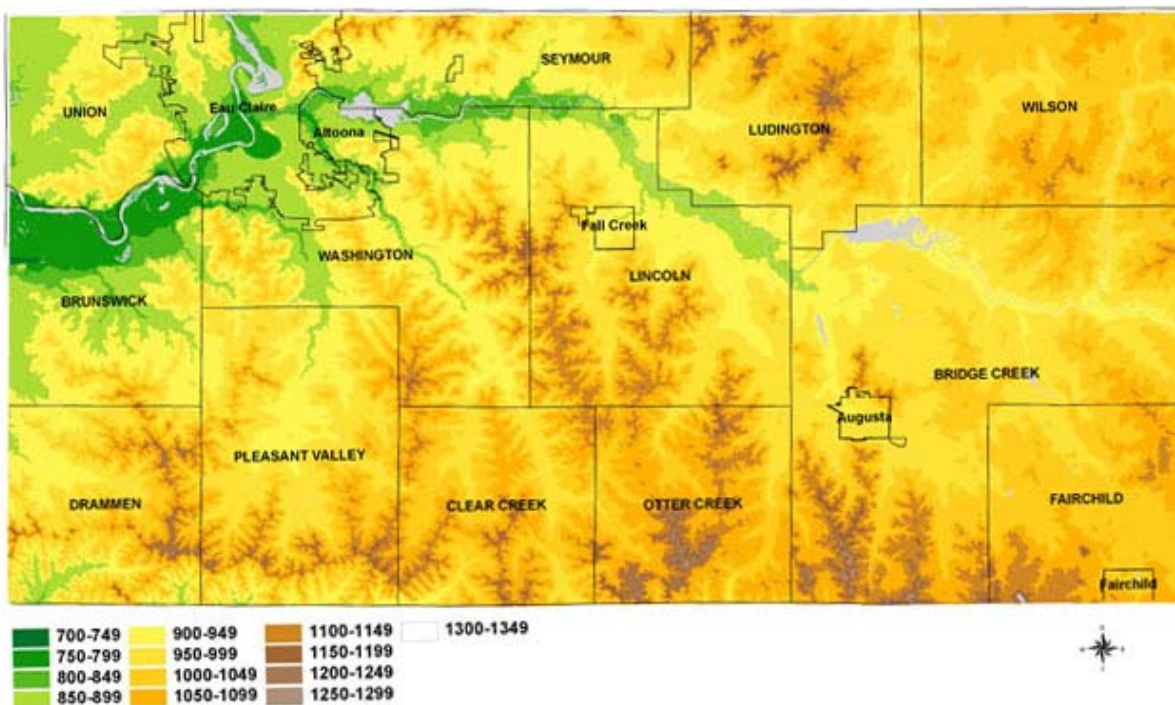 SEYMOUR
UNION
Eau Claire
WILSON
Altoona
LUDINGTON
Fall Creek
WASHINGTON
LINCOLN
BRUNSWICK
BRIDGE CREEK
Augusta
PLEASANT VALLEY
DRAMMEN
CLEAR CREEK
OTTER CREEK
FAIRCHILD
Fairchild
700-749
750-799
800-849
850-899
900-949
950-999
1000-1049
1050-1099
1100-1149
1150-1199
1200-1249
1250-1299
1300-1349